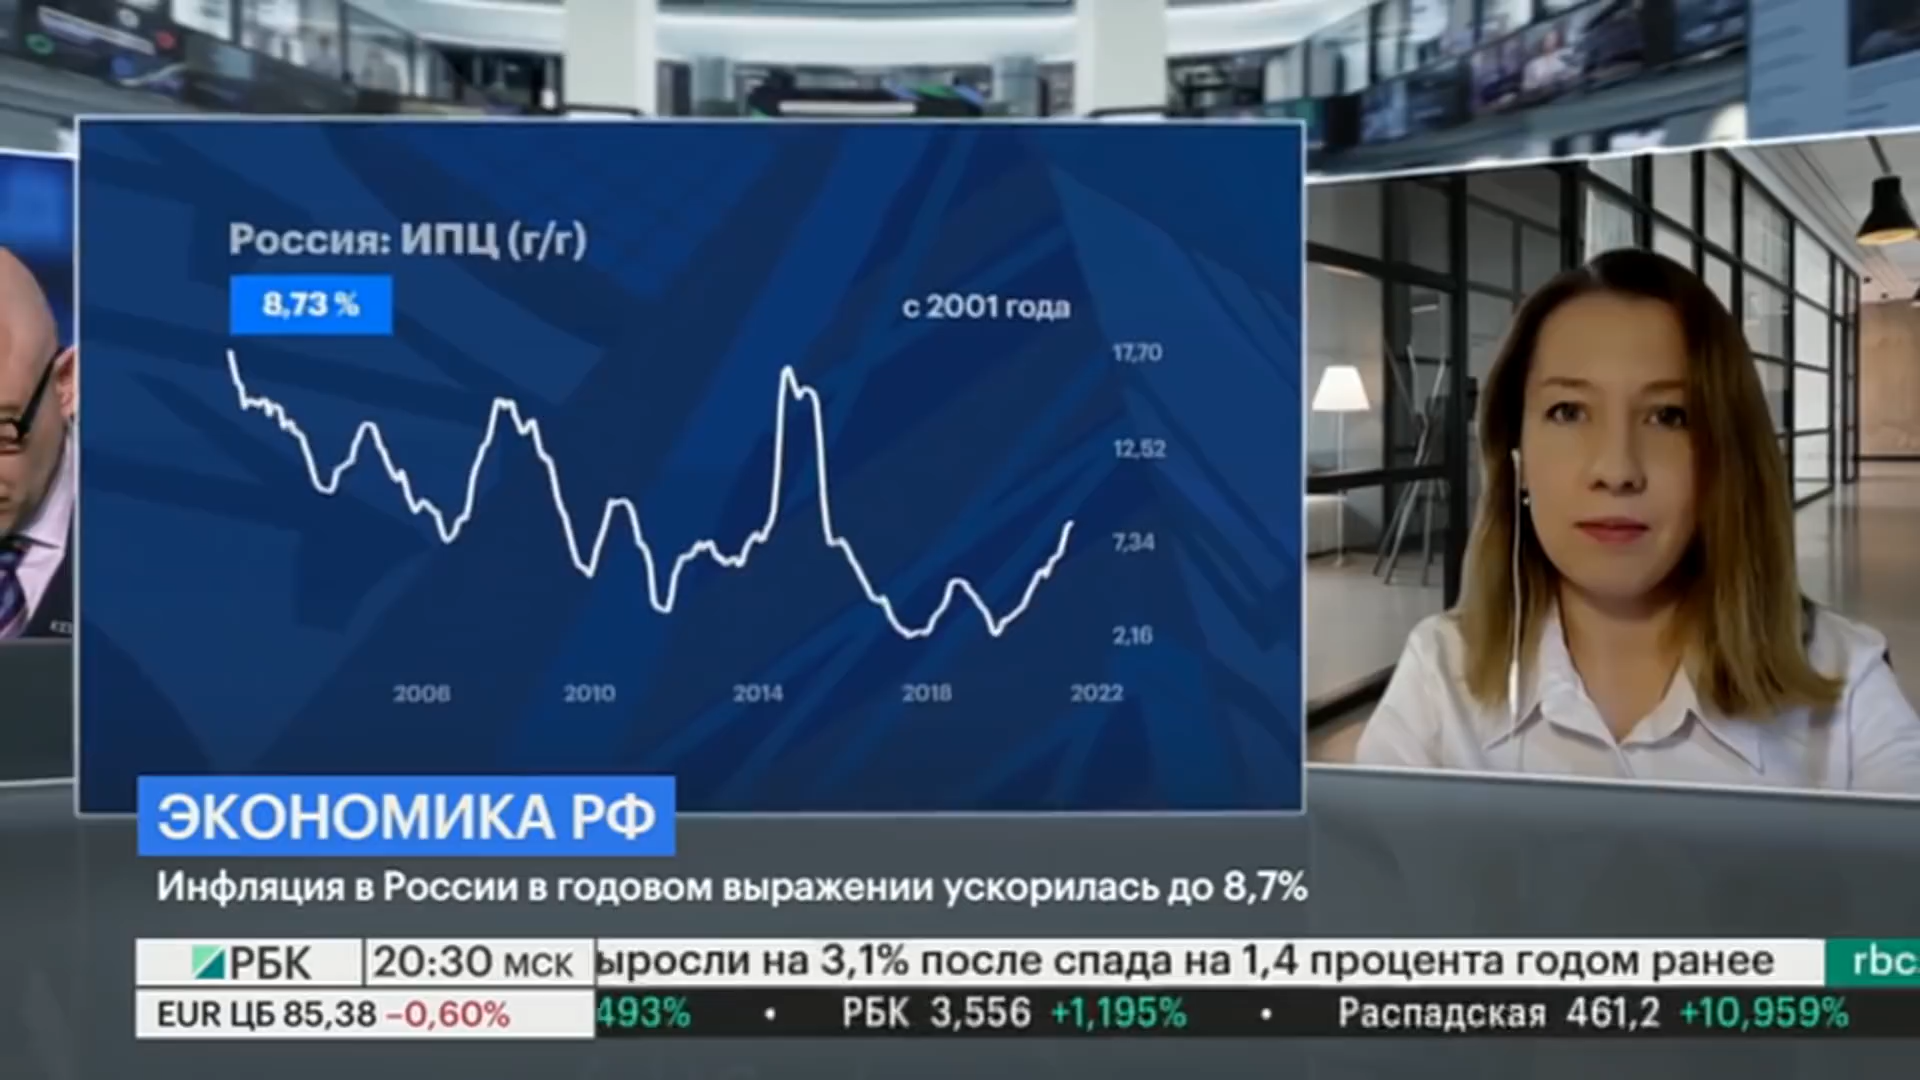 Россия: ИПЦ (г/г)
8,73 %
с 2001 года
17,70
12,52
7,34
2,16
2006 2010 2014 2018 2022
ЭКОНОМИКА РФ
Инфляция в России в годовом выражении ускорилась до 8,7%
РБК 20:30 МСК ыросли на 3,1% после спада на 1,4 процента годом ранее rbc
EUR ЦБ 85,38 −0,60% 493% • РБК 3,556 +1,195% • Распадская 461,2 +10,959%